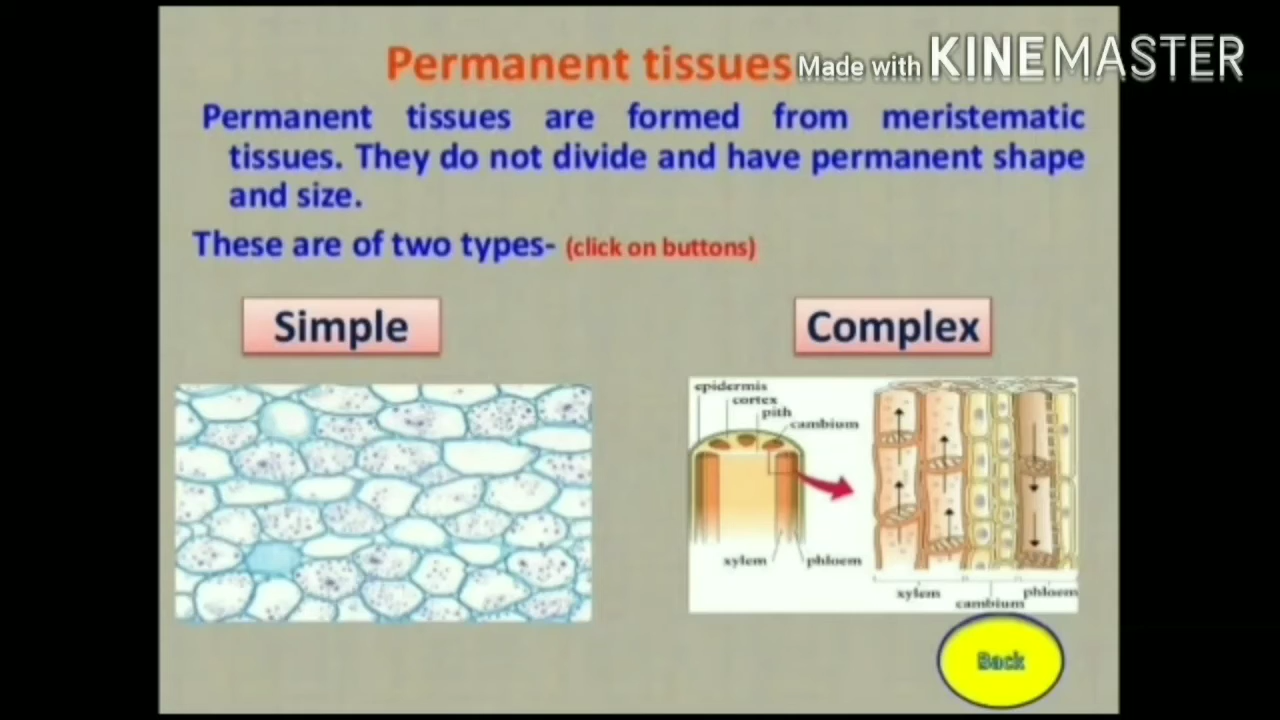 Permanent tissues
Made with KINEMASTER
Permanent tissues are formed from meristematic
tissues. They do not divide and have permanent shape
and size.
These are of two types- (click on buttons)
Simple
Complex
epidermis
cortex
pith
cambium
xylem
phloem
xylem
cambium
phloem
Back